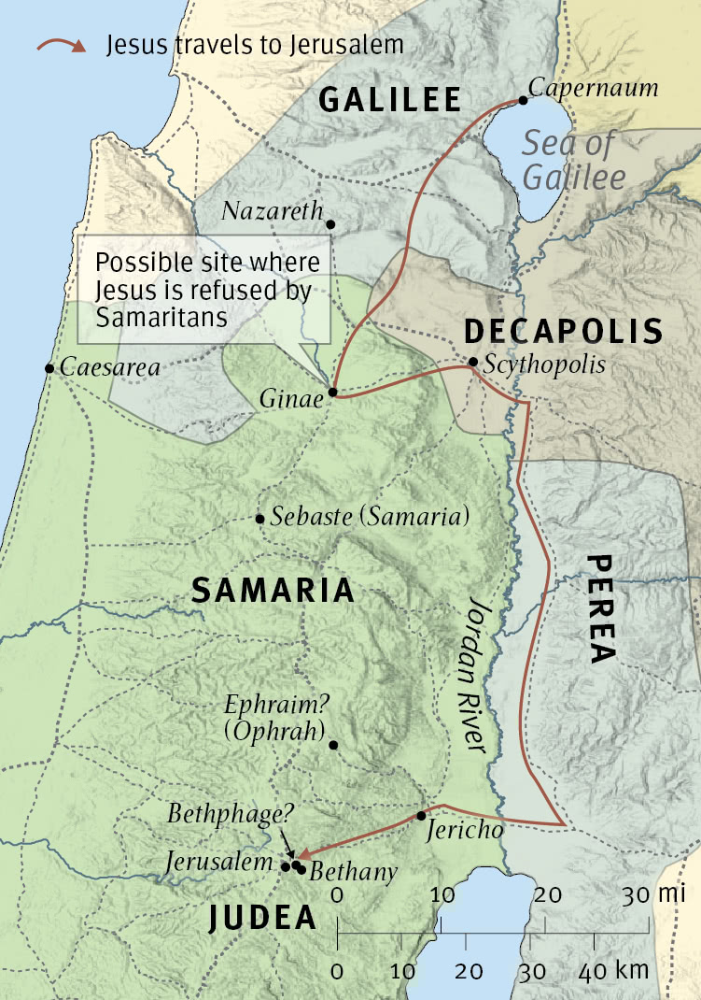 Jesus travels to Jerusalem
GALILEE
Capernaum
Sea of
Galilee
Nazareth
Possible site where
Jesus is refused by
Samaritans
DECAPOLIS
Scythopolis
Caesarea
Ginae
Sebaste (Samaria)
SAMARIA
PEREA
Jordan River
Ephraim?
(Ophrah)
Bethphage?
Jericho
Jerusalem
Bethany
JUDEA
0 10 20 30 mi
0 10 20 30 40 km